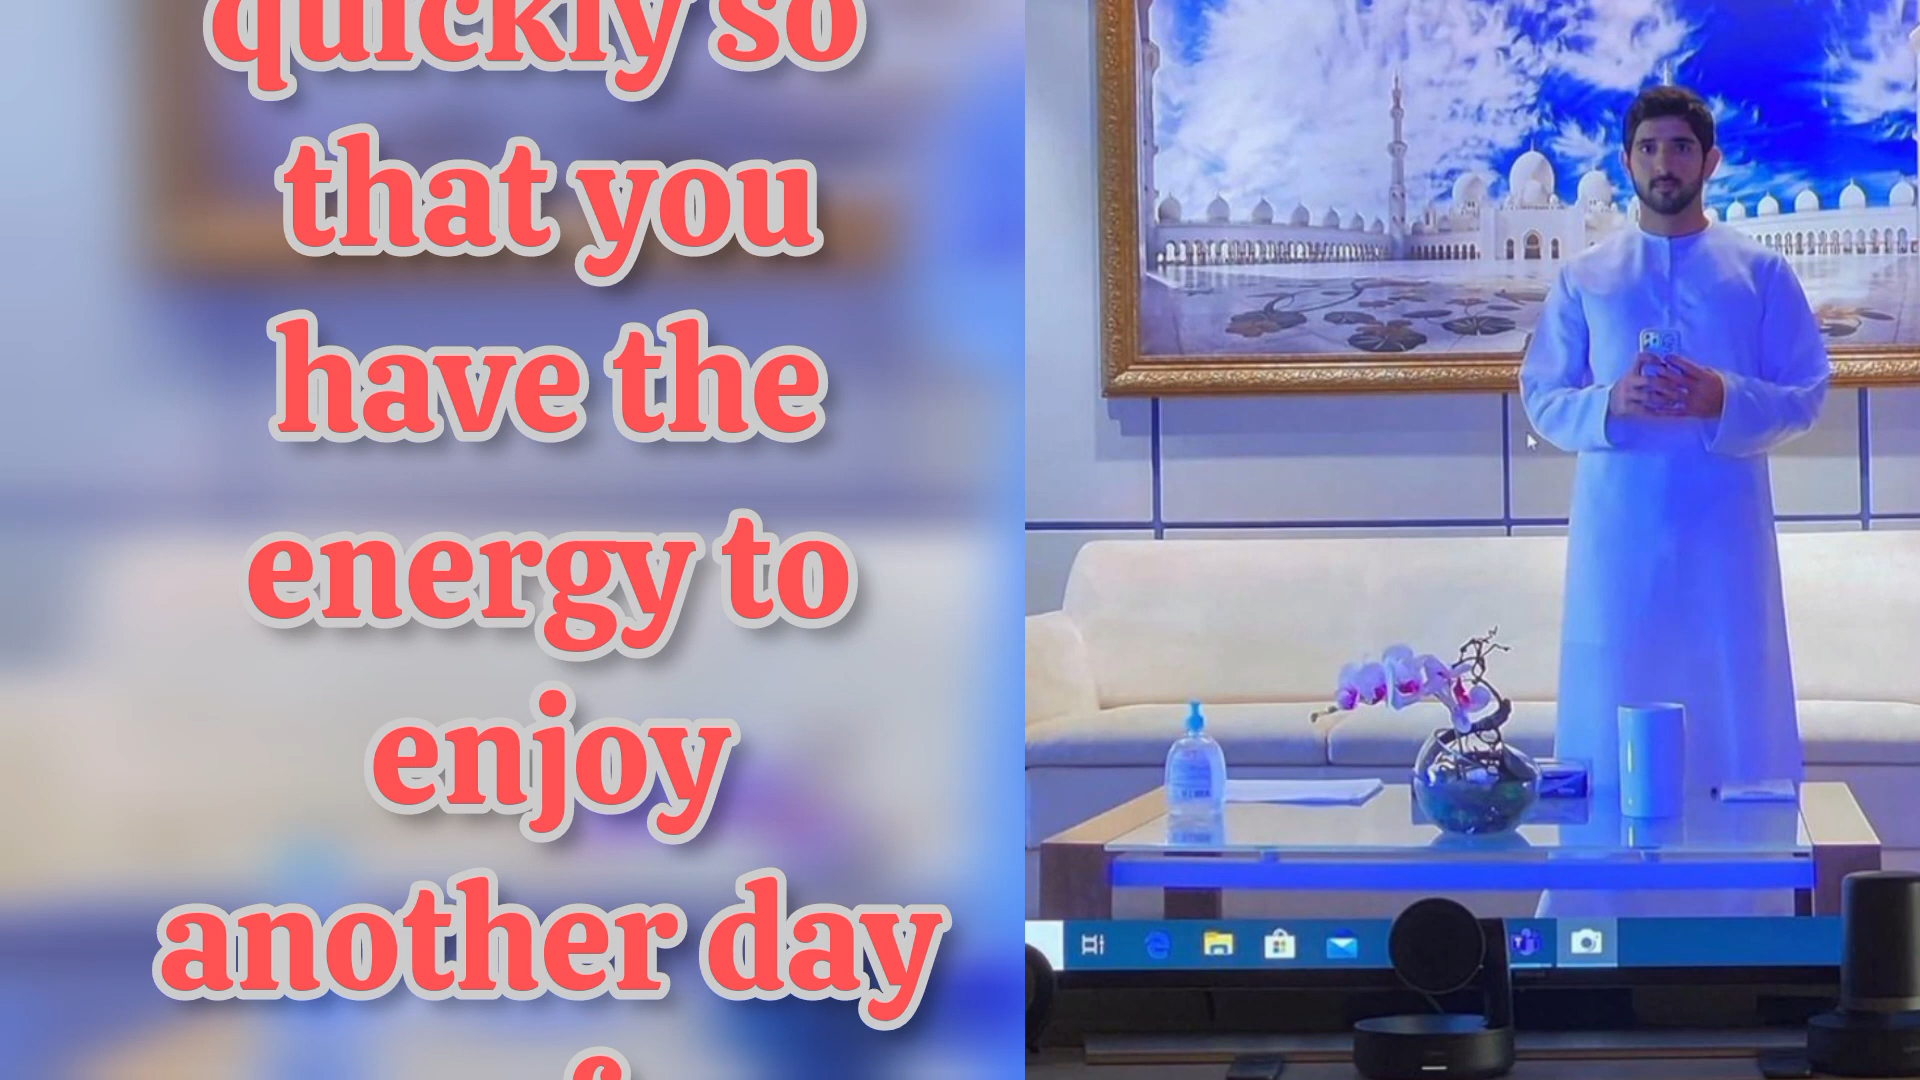 quickly so
that you
have the
energy to
enjoy
another day